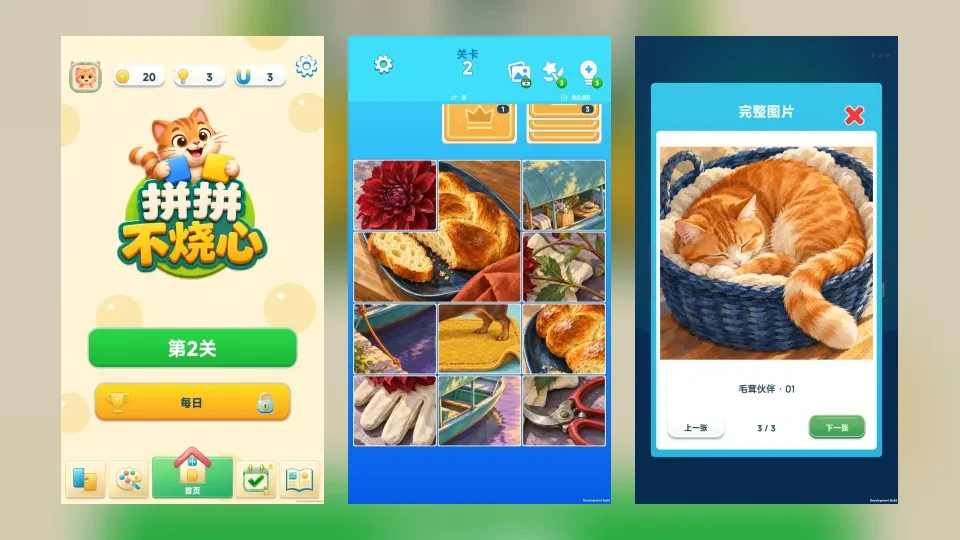 20
3
3
拼拼
不烧心
第2关
每日
首页
关卡
2
3
3
0
00:00
1
3
Development Build
完整图片
毛茸伙伴 · 01
上一张
3 / 3
下一张
Development Build